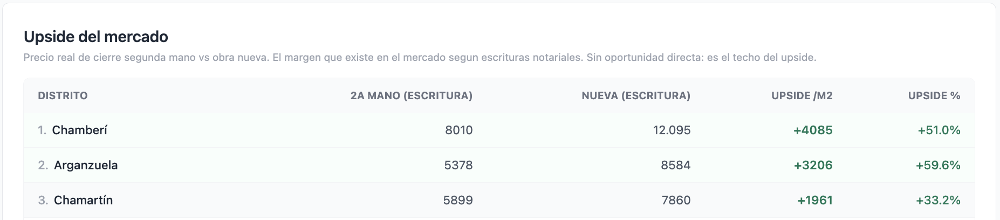 Upside del mercado
Precio real de cierre segunda mano vs obra nueva. El margen que existe en el mercado segun escrituras notariales. Sin oportunidad directa: es el techo del upside.
DISTRITO 2A MANO (ESCRITURA) NUEVA (ESCRITURA) UPSIDE /M2 UPSIDE %
1. Chamberí 8010 12.095 +4085 +51.0%
2. Arganzuela 5378 8584 +3206 +59.6%
3. Chamartín 5899 7860 +1961 +33.2%